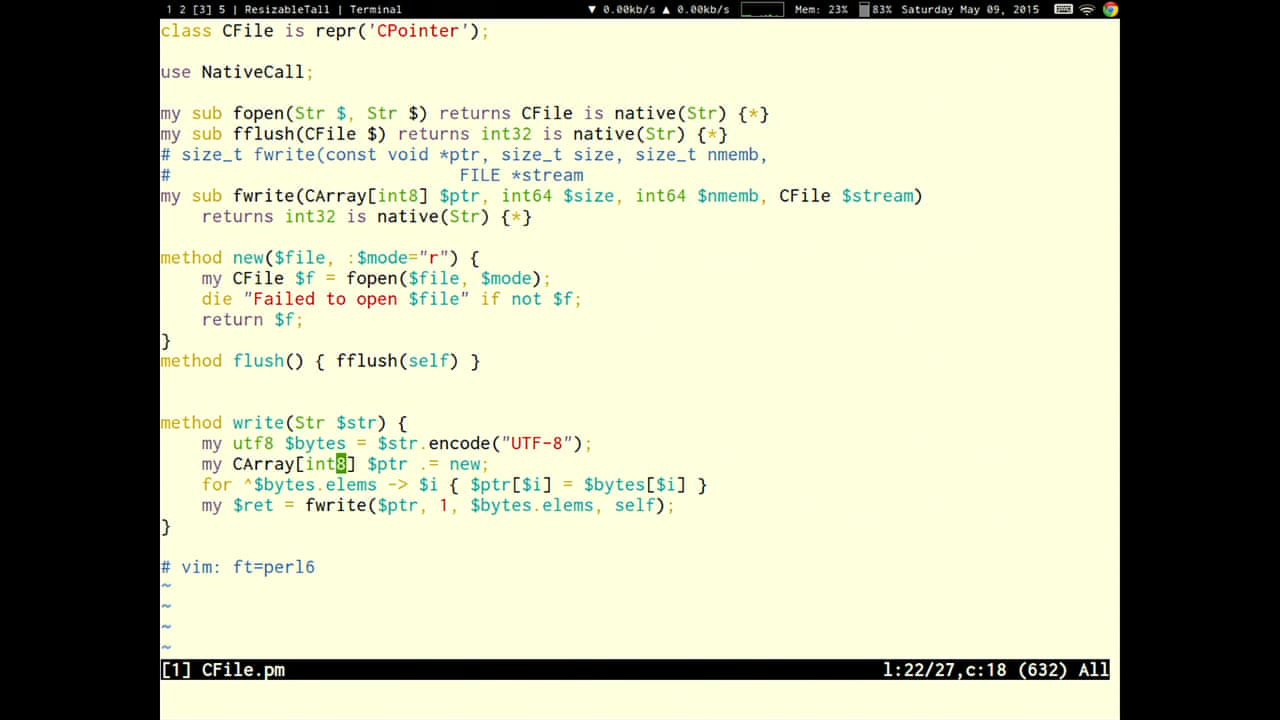 1 2 [3] 5 | ResizableTall | Terminal ▼ 0.00kb/s ▲ 0.00kb/s Mem: 23% 83% Saturday May 09, 2015
class CFile is repr('CPointer');
use NativeCall;
my sub fopen(Str $, Str $) returns CFile is native(Str) {*}
my sub fflush(CFile $) returns int32 is native(Str) {*}
# size_t fwrite(const void *ptr, size_t size, size_t nmemb,
#                            FILE *stream
my sub fwrite(CArray[int8] $ptr, int64 $size, int64 $nmemb, CFile $stream)
    returns int32 is native(Str) {*}
method new($file, :$mode="r") {
    my CFile $f = fopen($file, $mode);
    die "Failed to open $file" if not $f;
    return $f;
}
method flush() { fflush(self) }
method write(Str $str) {
    my utf8 $bytes = $str.encode("UTF-8");
    my CArray[int8] $ptr .= new;
    for ^$bytes.elems -> $i { $ptr[$i] = $bytes[$i] }
    my $ret = fwrite($ptr, 1, $bytes.elems, self);
}
# vim: ft=perl6
~
~
~
~
[1] CFile.pm l:22/27,c:18 (632) All